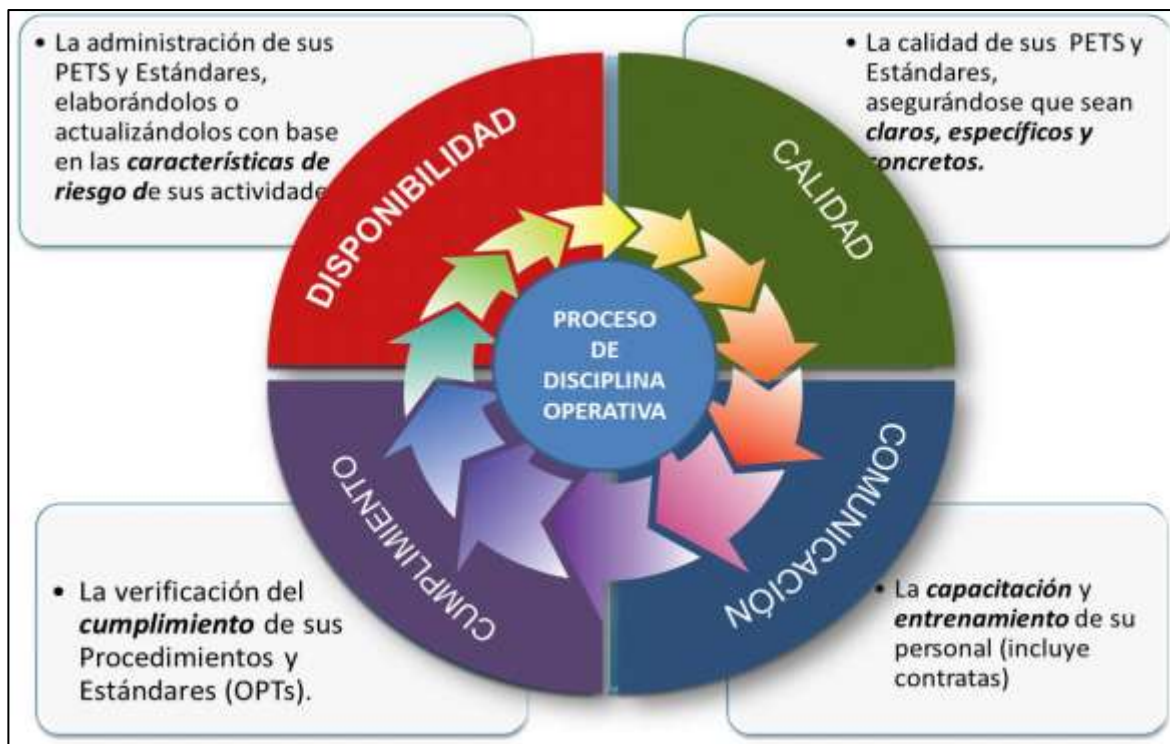 • La administración de sus
PETS y Estándares,
elaborándolos o
actualizándolos con base
en las características de
riesgo de sus actividade
DISPONIBILIDAD
• La calidad de sus PETS y
Estándares,
asegurándose que sean
claros, específicos y
concretos.
CALIDAD
PROCESO
DE
DISCIPLINA
OPERATIVA
CUMPLIMIENTO
• La verificación del
cumplimiento de sus
Procedimientos y
Estándares (OPTs).
COMUNICACIÓN
• La capacitación y
entrenamiento de su
personal (incluye
contratas)